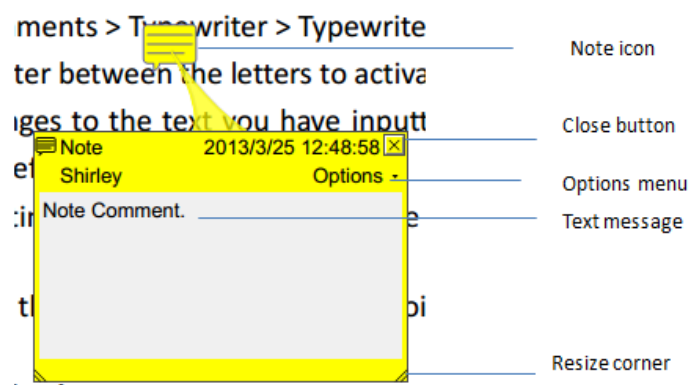 ments > Typewriter > Typewrite
Note icon
ter between the letters to activa
ges to the text you have inputt
Close button
Note 2013/3/25 12:48:58
Shirley Options
Options menu
Note Comment.
Text message
Resize corner